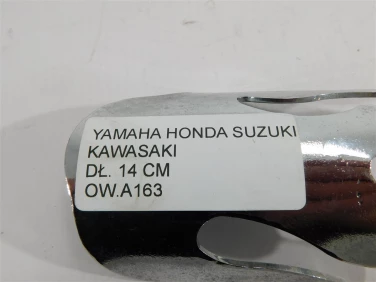 YAMAHA HONDA SUZUKI
KAWASAKI
DŁ. 14 CM
OW.A163